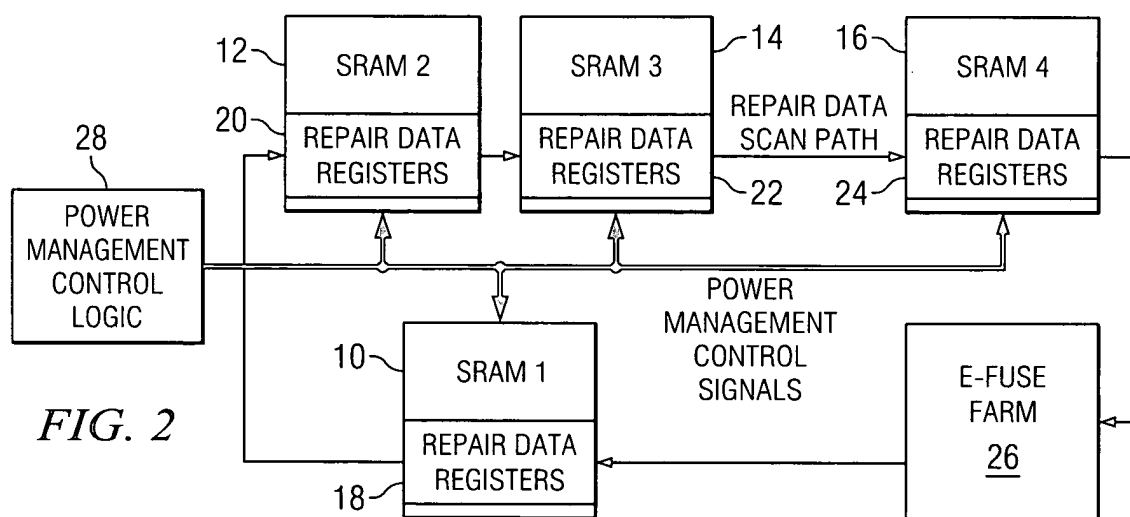 12
SRAM 2
20
REPAIR DATA
REGISTERS
SRAM 3
14
REPAIR DATA
REGISTERS
22
REPAIR DATA
SCAN PATH
16
SRAM 4
REPAIR DATA
REGISTERS
24
28
POWER
MANAGEMENT
CONTROL
LOGIC
POWER
MANAGEMENT
CONTROL
SIGNALS
10
SRAM 1
REPAIR DATA
REGISTERS
18
E-FUSE
FARM
26
FIG. 2